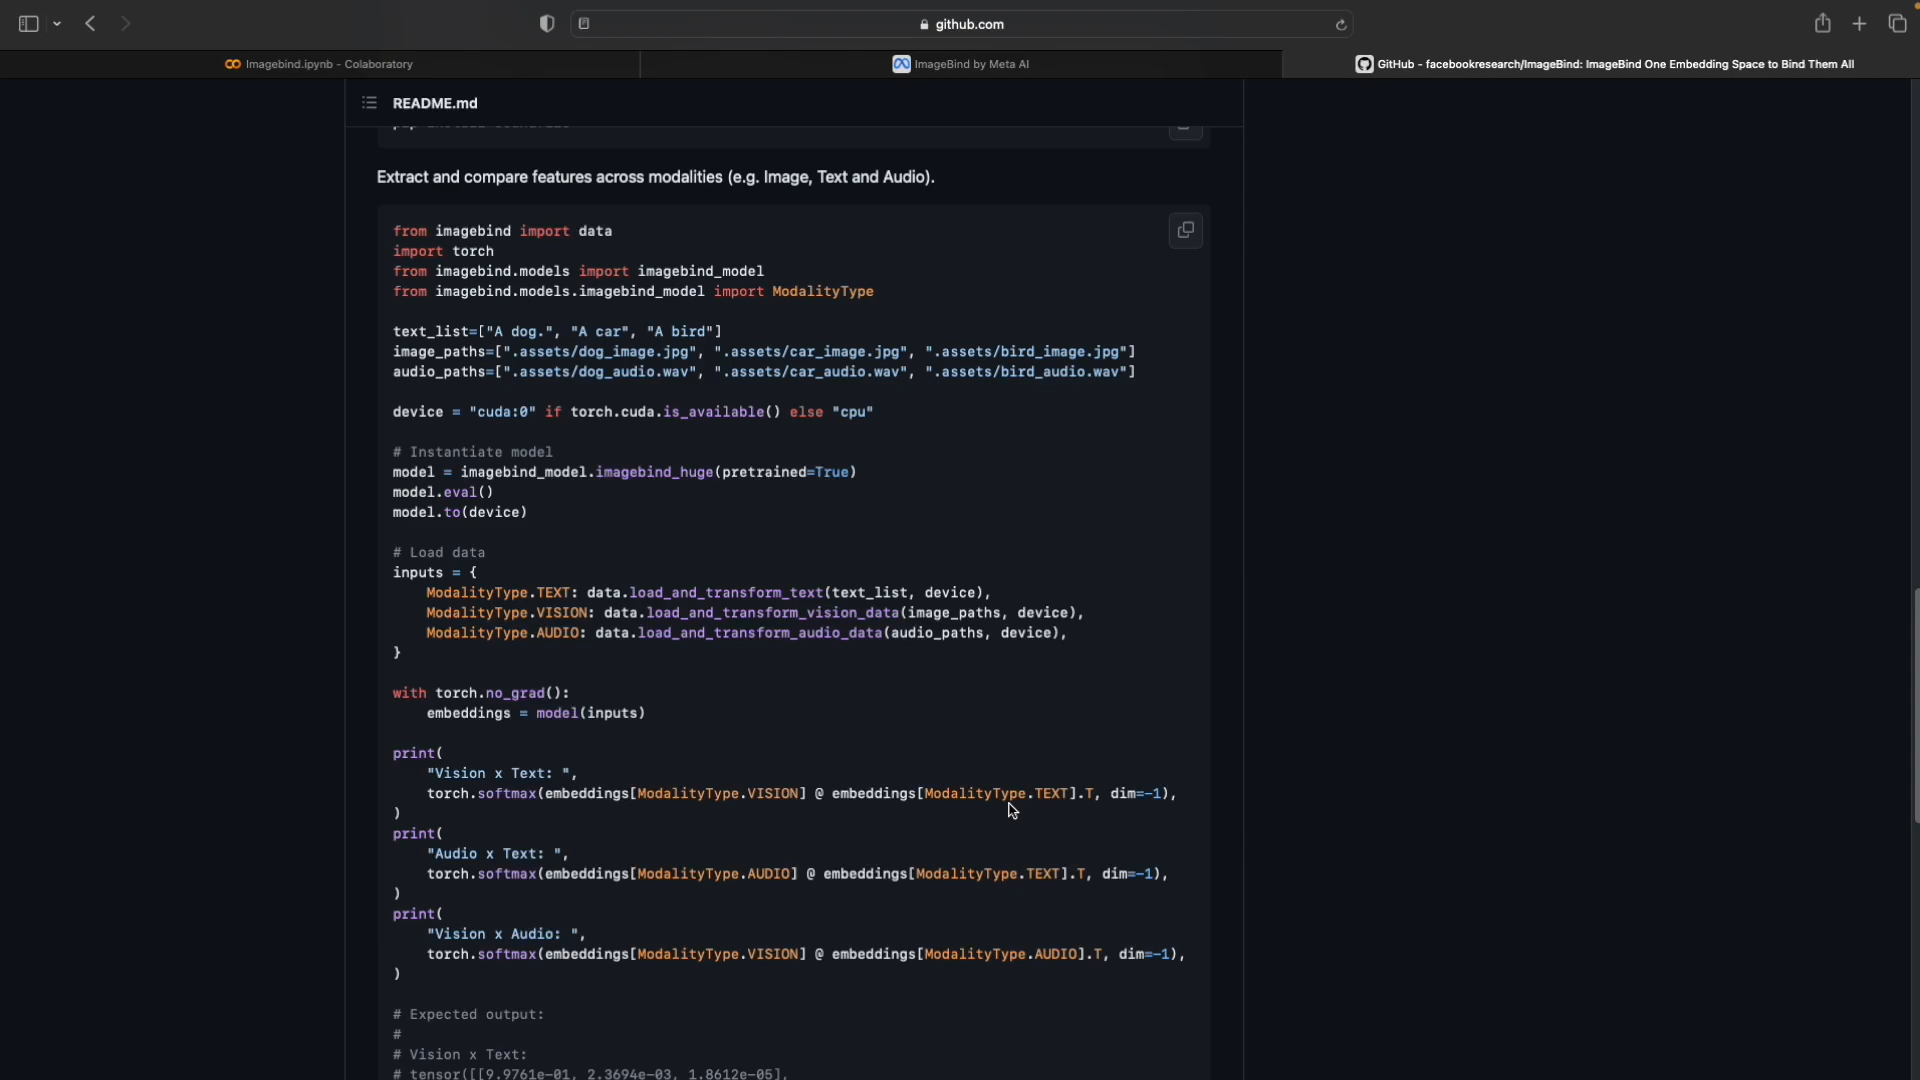 github.com
Imagebind.ipynb - Colaboratory
ImageBind by Meta AI
GitHub - facebookresearch/ImageBind: ImageBind One Embedding Space to Bind Them All
README.md
Extract and compare features across modalities (e.g. Image, Text and Audio).
from imagebind import data
import torch
from imagebind.models import imagebind_model
from imagebind.models.imagebind_model import ModalityType
text_list=["A dog.", "A car", "A bird"]
image_paths=[".assets/dog_image.jpg", ".assets/car_image.jpg", ".assets/bird_image.jpg"]
audio_paths=[".assets/dog_audio.wav", ".assets/car_audio.wav", ".assets/bird_audio.wav"]
device = "cuda:0" if torch.cuda.is_available() else "cpu"
# Instantiate model
model = imagebind_model.imagebind_huge(pretrained=True)
model.eval()
model.to(device)
# Load data
inputs = {
    ModalityType.TEXT: data.load_and_transform_text(text_list, device),
    ModalityType.VISION: data.load_and_transform_vision_data(image_paths, device),
    ModalityType.AUDIO: data.load_and_transform_audio_data(audio_paths, device),
}
with torch.no_grad():
    embeddings = model(inputs)
print(
    "Vision x Text: ",
    torch.softmax(embeddings[ModalityType.VISION] @ embeddings[ModalityType.TEXT].T, dim=-1),
)
print(
    "Audio x Text: ",
    torch.softmax(embeddings[ModalityType.AUDIO] @ embeddings[ModalityType.TEXT].T, dim=-1),
)
print(
    "Vision x Audio: ",
    torch.softmax(embeddings[ModalityType.VISION] @ embeddings[ModalityType.AUDIO].T, dim=-1),
)
# Expected output:
#
# Vision x Text:
# tensor([[9.9761e-01, 2.3694e-03, 1.8612e-05],